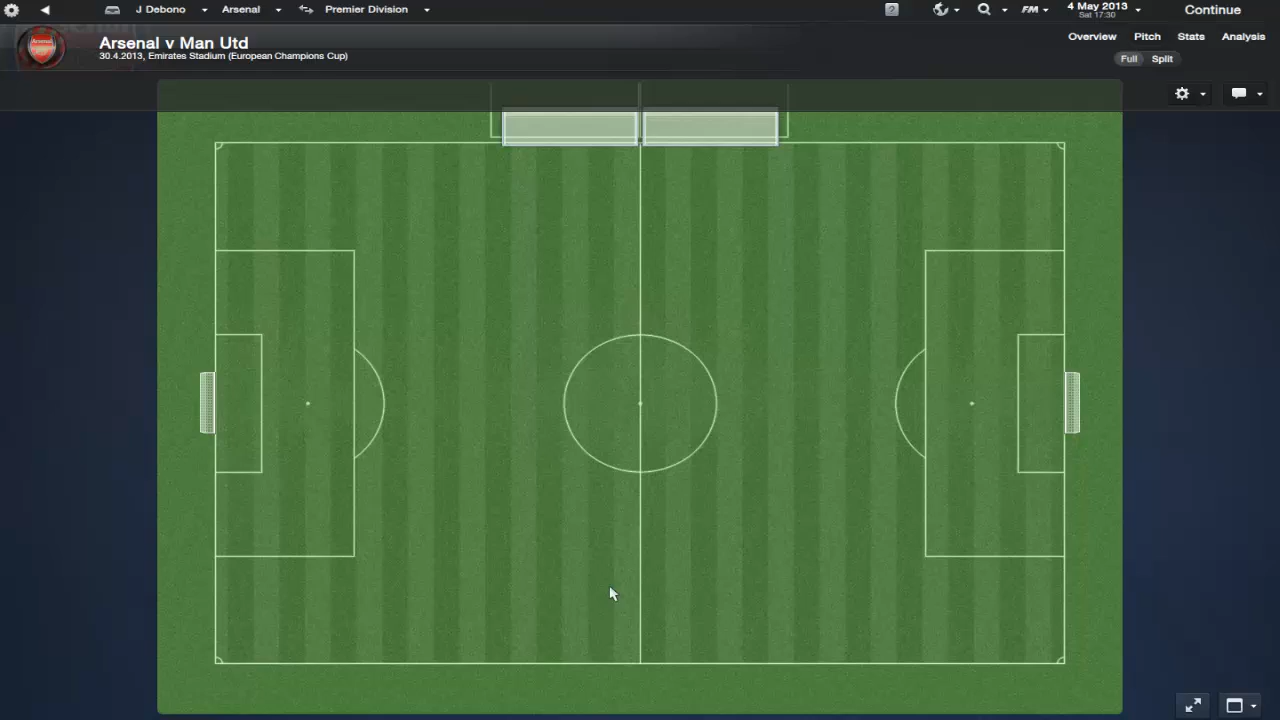 J Debono
Arsenal
Premier Division
?
FM
4 May 2013
Sat 17:30
Continue
Arsenal v Man Utd
30.4.2013, Emirates Stadium (European Champions Cup)
Overview
Pitch
Stats
Analysis
Full
Split